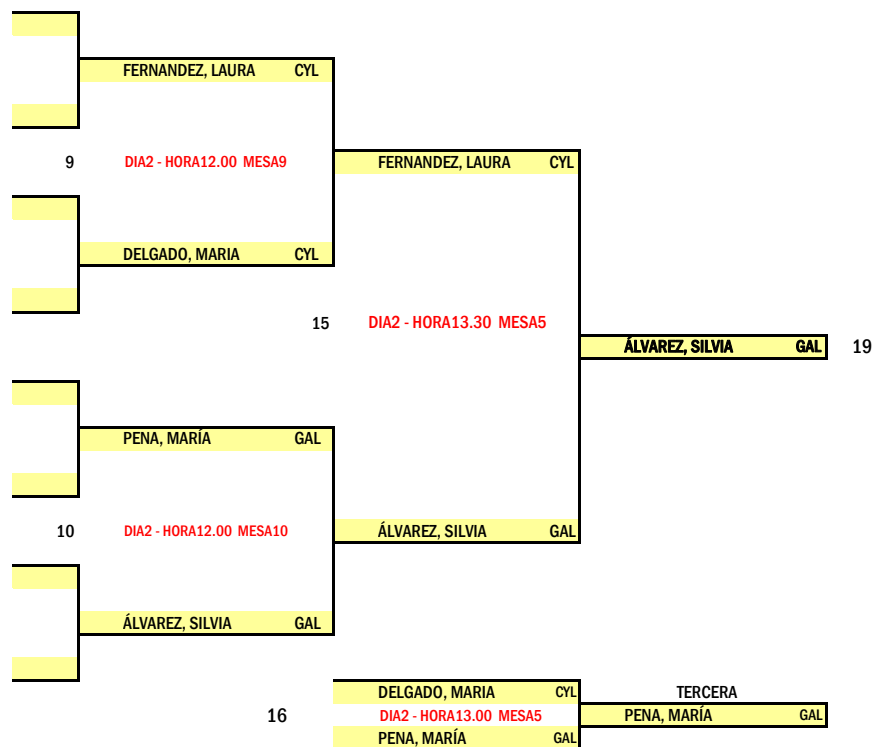 FERNANDEZ, LAURA CYL
9 DIA2 - HORA12.00 MESA9 FERNANDEZ, LAURA CYL
DELGADO, MARIA CYL
15 DIA2 - HORA13.30 MESA5
ÁLVAREZ, SILVIA GAL 19
PENA, MARÍA GAL
10 DIA2 - HORA12.00 MESA10 ÁLVAREZ, SILVIA GAL
ÁLVAREZ, SILVIA GAL
DELGADO, MARIA CYL TERCERA
16 DIA2 - HORA13.00 MESA5 PENA, MARÍA GAL
PENA, MARÍA GAL